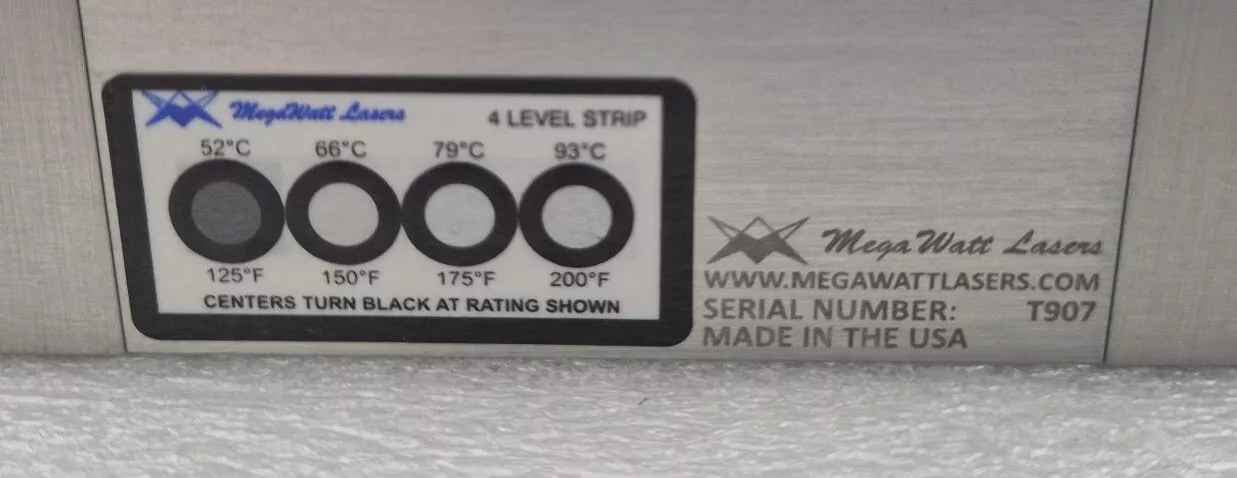 MegaWatt Lasers 4 LEVEL STRIP
52°C 66°C 79°C 93°C
125°F 150°F 175°F 200°F
CENTERS TURN BLACK AT RATING SHOWN
MegaWatt Lasers
WWW.MEGAWATTLASERS.COM
SERIAL NUMBER: T907
MADE IN THE USA